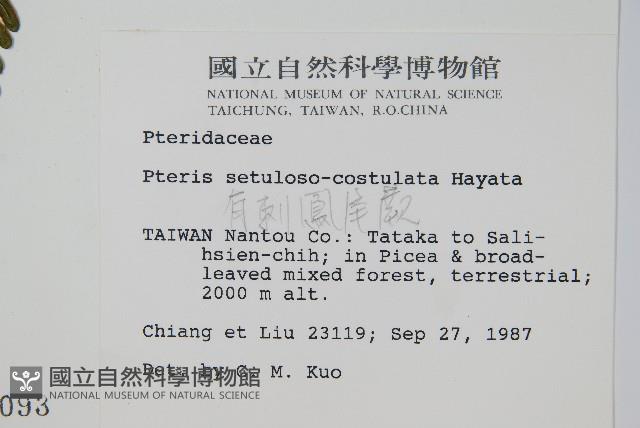 國立自然科學博物館
NATIONAL MUSEUM OF NATURAL SCIENCE
TAICHUNG, TAIWAN, R.O.CHINA
Pteridaceae
Pteris setuloso-costulata Hayata
有刺鳳尾蕨
TAIWAN Nantou Co.: Tataka to Sali-
hsien-chih; in Picea & broad-
leaved mixed forest, terrestrial;
2000 m alt.
Chiang et Liu 23119; Sep 27, 1987
Det. by C. M. Kuo
國立自然科學博物館
NATIONAL MUSEUM OF NATURAL SCIENCE
093